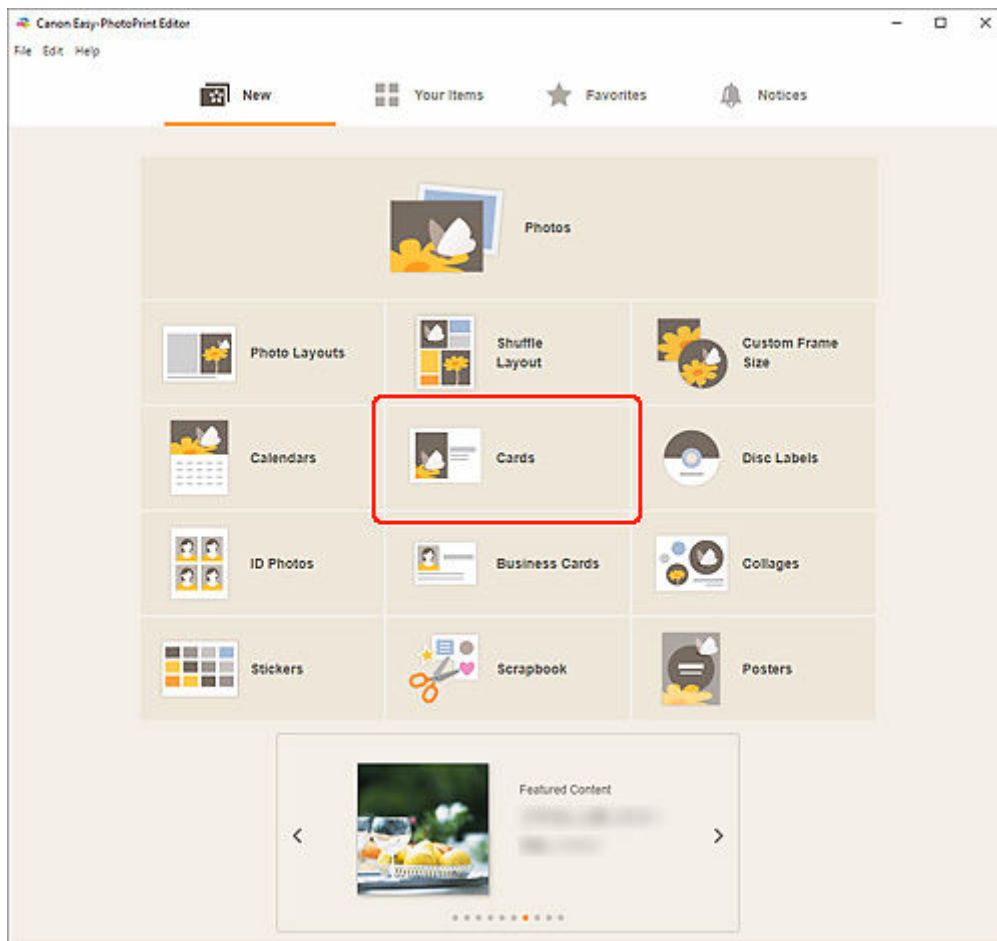 Canon Easy-PhotoPrint Editor
File Edit Help
New Your Items Favorites Notices
Photos
Photo Layouts
Shuffle
Layout
Custom Frame
Size
Calendars
Cards
Disc Labels
ID Photos
Business Cards
Collages
Stickers
Scrapbook
Posters
Featured Content